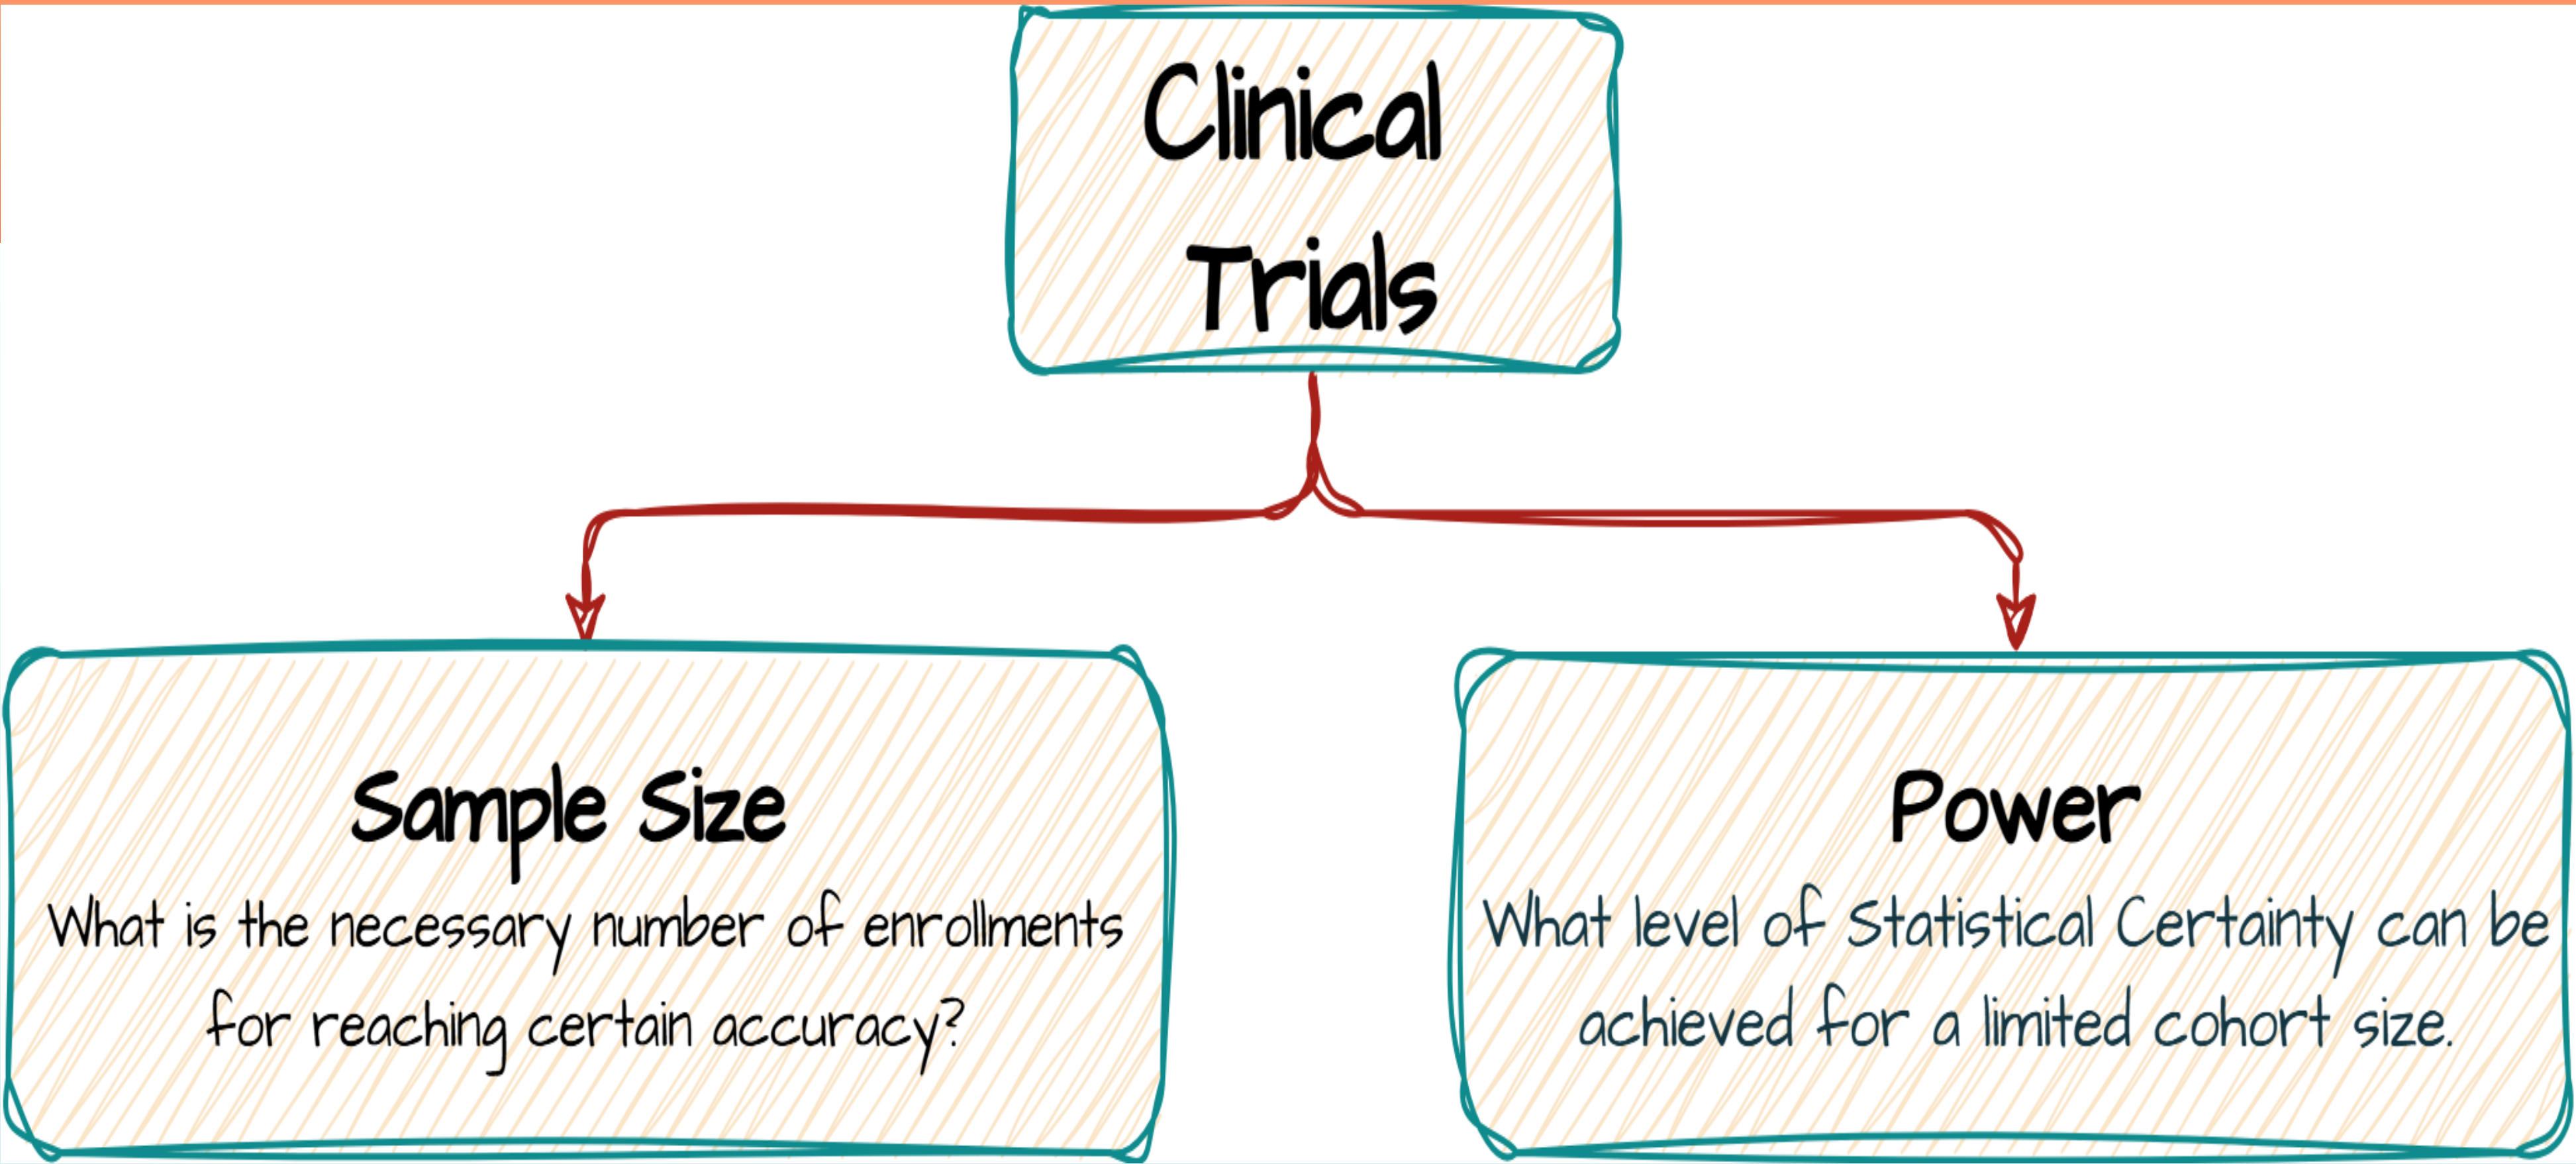 Clinical
Trials
Sample Size
What is the necessary number of enrollments
for reaching certain accuracy?
Power
What level of Statistical Certainty can be
achieved for a limited cohort size.